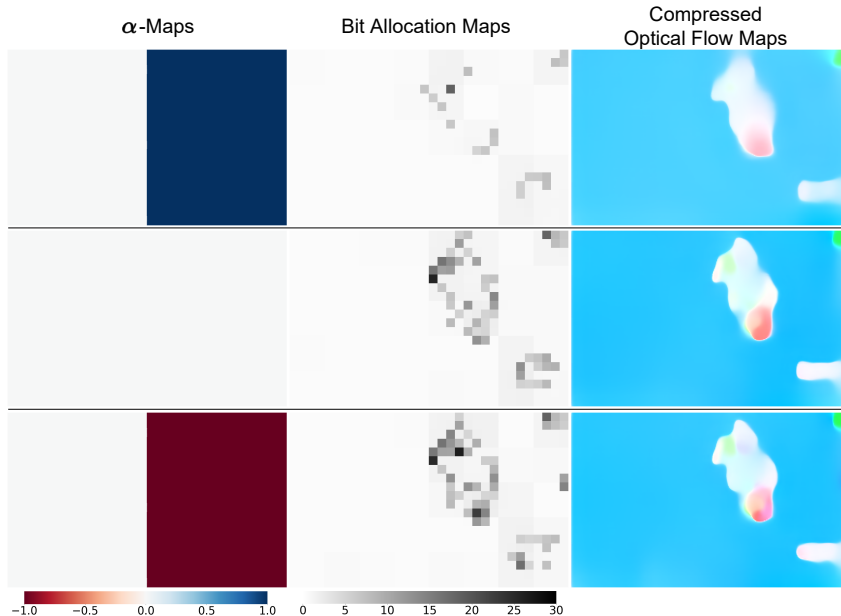 α-Maps
Bit Allocation Maps
Compressed
Optical Flow Maps
−1.0 −0.5 0.0 0.5 1.0
0 5 10 15 20 25 30